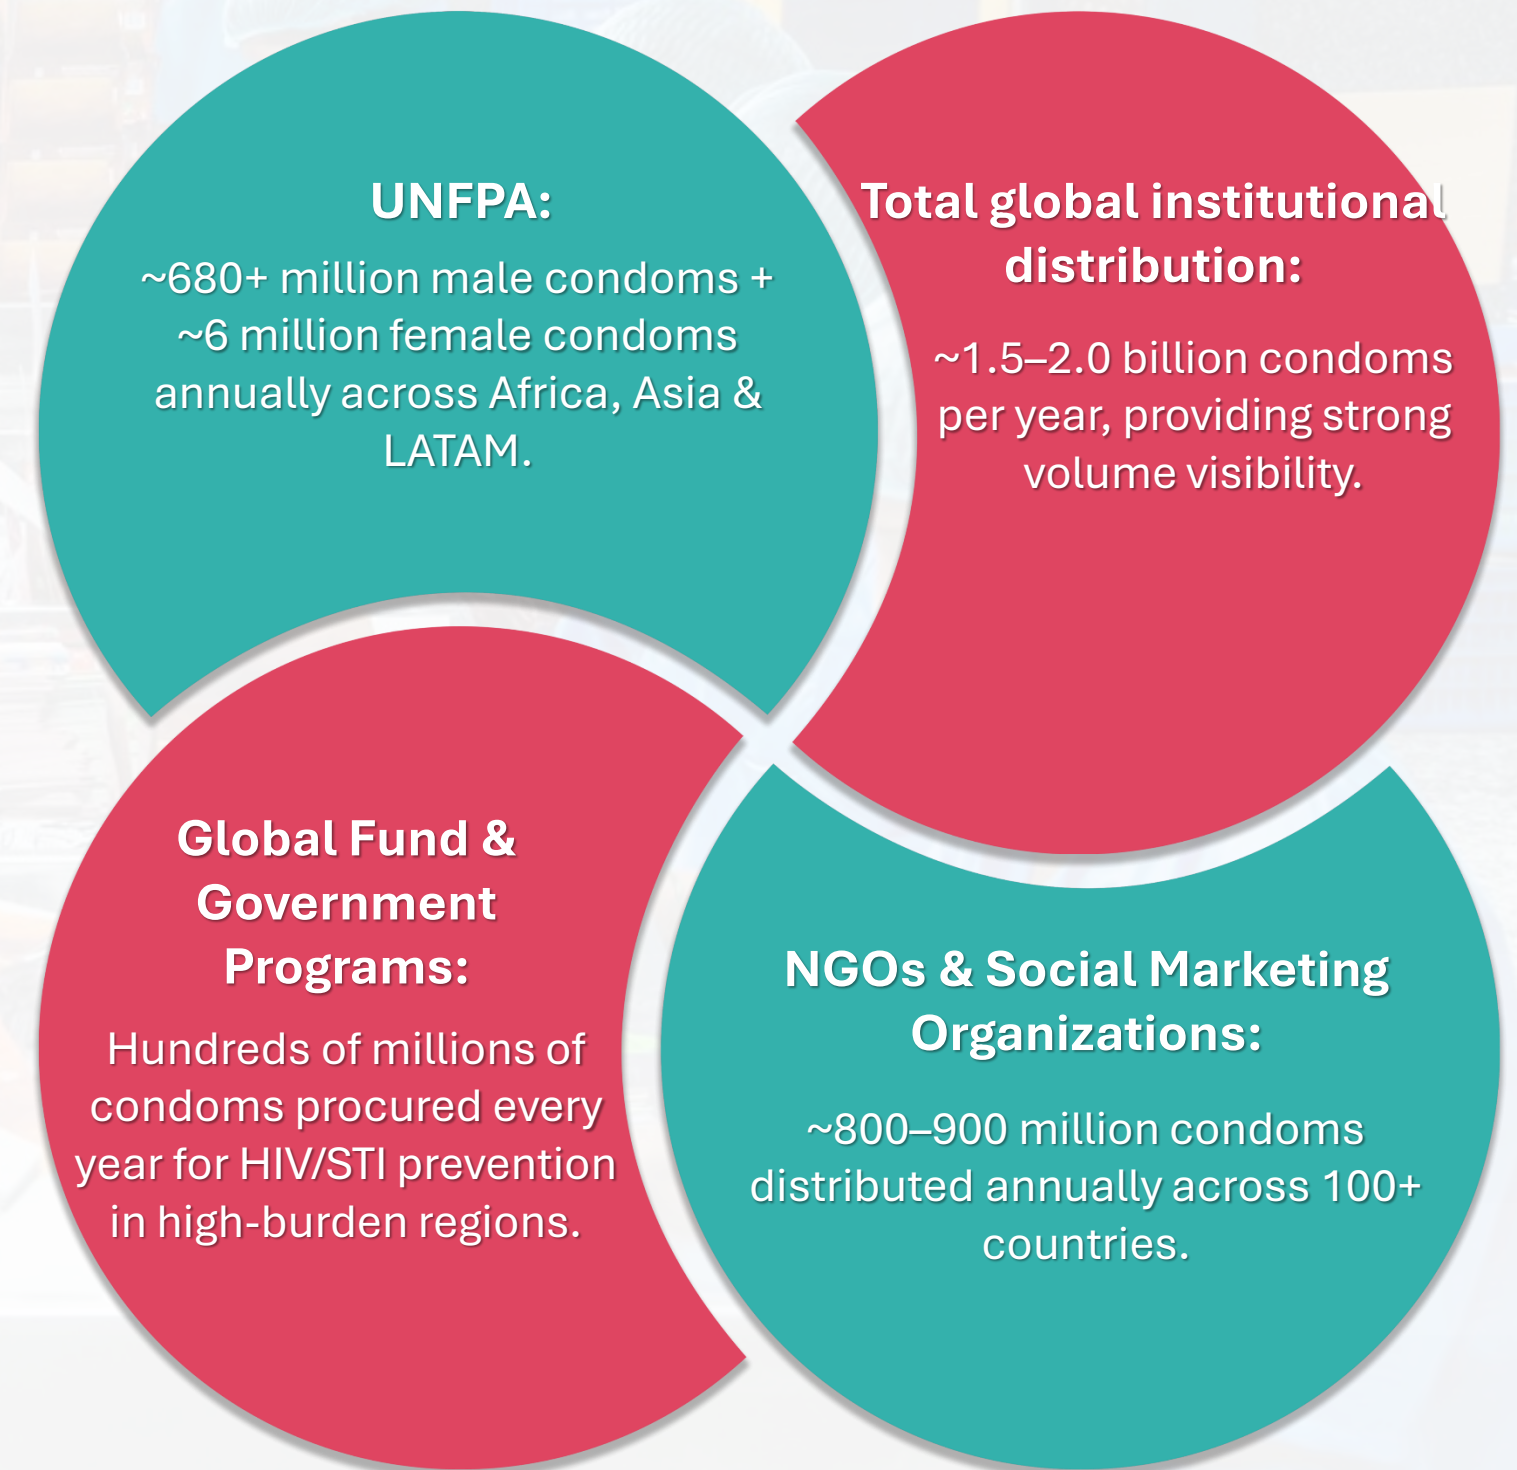 UNFPA:
~680+ million male condoms +
~6 million female condoms
annually across Africa, Asia &
LATAM.
Total global institutional
distribution:
~1.5–2.0 billion condoms
per year, providing strong
volume visibility.
Global Fund &
Government
Programs:
Hundreds of millions of
condoms procured every
year for HIV/STI prevention
in high-burden regions.
NGOs & Social Marketing
Organizations:
~800–900 million condoms
distributed annually across 100+
countries.